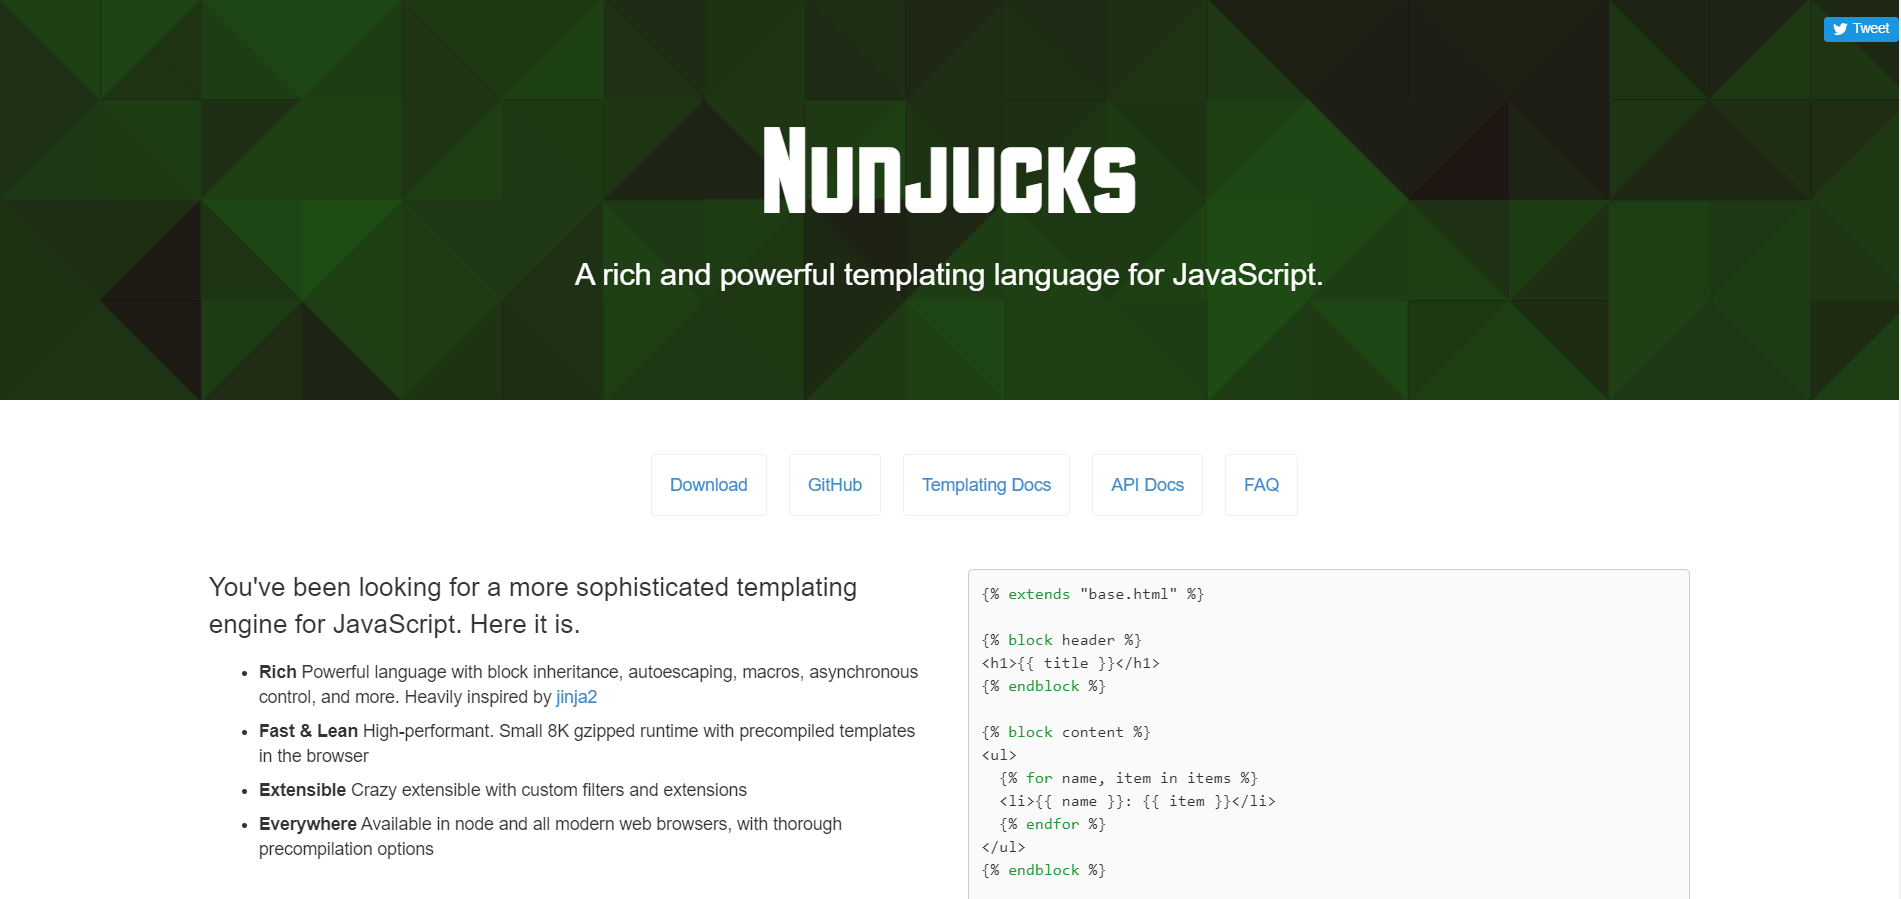 Tweet
Nunjucks
A rich and powerful templating language for JavaScript.
Download GitHub Templating Docs API Docs FAQ
You've been looking for a more sophisticated templating
engine for JavaScript. Here it is.
• Rich Powerful language with block inheritance, autoescaping, macros, asynchronous
control, and more. Heavily inspired by jinja2
• Fast & Lean High-performant. Small 8K gzipped runtime with precompiled templates
in the browser
• Extensible Crazy extensible with custom filters and extensions
• Everywhere Available in node and all modern web browsers, with thorough
precompilation options
{% extends "base.html" %}
{% block header %}
<h1>{{ title }}</h1>
{% endblock %}
{% block content %}
<ul>
  {% for name, item in items %}
  <li>{{ name }}: {{ item }}</li>
  {% endfor %}
</ul>
{% endblock %}